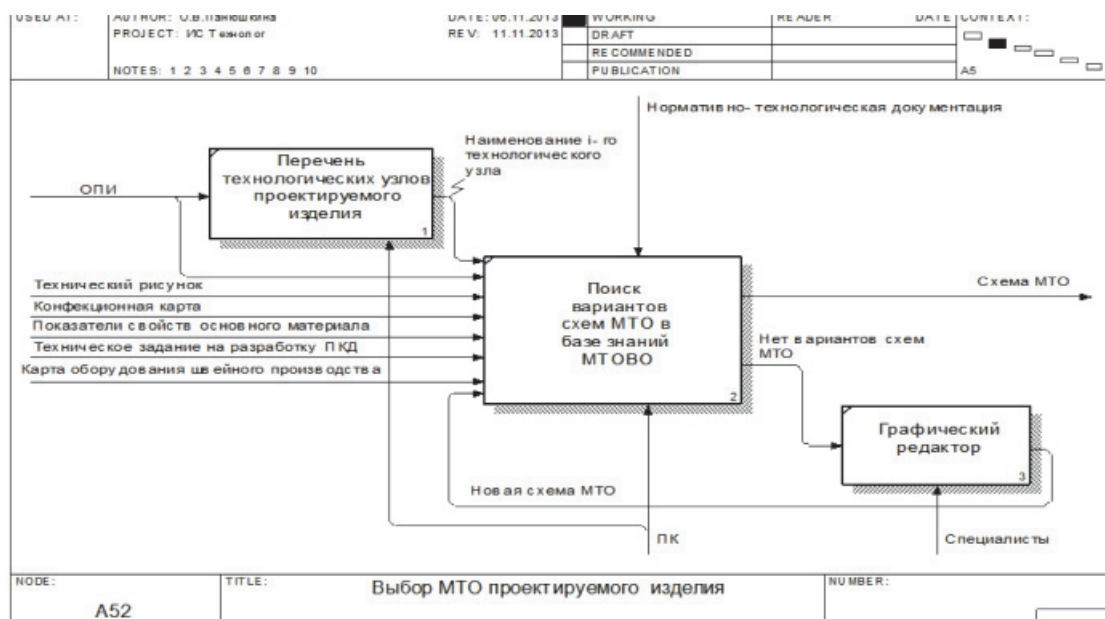 USED AT:
AUTHOR: О.В.Панюшкина
DATE: 06.11.2013
WORKING
READER
DATE
CONTEXT:
PROJECT: ИС Технолог
REV: 11.11.2013
DRAFT
RECOMMENDED
NOTES: 1 2 3 4 5 6 7 8 9 10
PUBLICATION
A5
Нормативно- технологическая документация
Наименование i- го
технологического
узла
Перечень
технологических узлов
проектируемого
изделия
1
ОПИ
Технический рисунок
Конфекционная карта
Показатели свойств основного материала
Техническое задание на разработку ПКД
Карта оборудования швейного производства
Поиск
вариантов
схем МТО в
базе знаний
МТОВО
2
Схема МТО
Нет вариантов схем
МТО
Графический
редактор
3
Новая схема МТО
ПК
Специалисты
NODE:
TITLE:
NUMBER:
Выбор МТО проектируемого изделия
A52